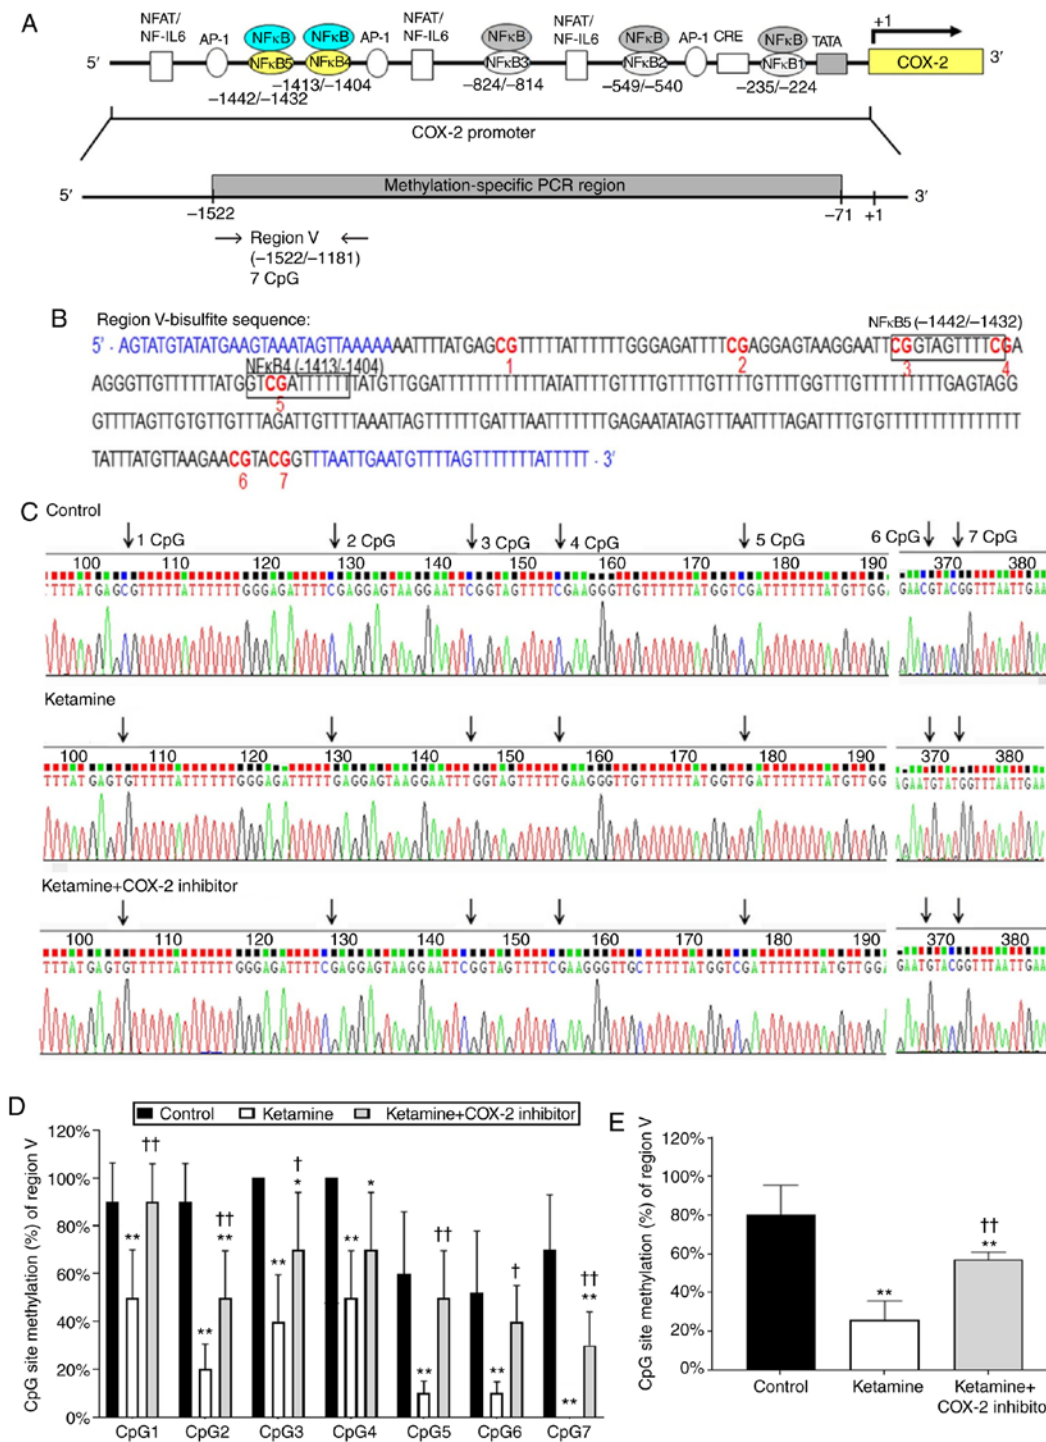 A
NFAT/
NF-IL6
AP-1
NFκB
NFκB5
NFκB
NFκB4
AP-1
NFAT/
NF-IL6
NFκB
NFκB3
NFAT/
NF-IL6
NFκB
NFκB2
AP-1
CRE
NFκB
NFκB1
TATA
+1
COX-2
5′
3′
–1442/–1432
–1413/–1404
–824/–814
–549/–540
–235/–224
COX-2 promoter
5′
Methylation-specific PCR region
3′
–1522
–71
+1
Region V
(–1522/–1181)
7 CpG
B
Region V-bisulfite sequence:
NFκB5 (–1442/–1432)
5' - AGTATGTATATGAAGTAAATAGTTAAAAAAATTTTATGAGCGTTTTTATTTTTTGGGAGATTTTCGAGGAGTAAGGAATTCGGTAGTTTTCGA
1 2 3 4
NFκB4 (-1413/-1404)
AGGGTTGTTTTTTATGGTCGATTTTTTTATGTTGGATTTTTTTTTTTTATATTTTGTTTTGTTTTGTTTTGTTTTGGTTTGTTTTTTTTTGAGTAGG
5
GTTTTAGTTGTGTTGTTTAGATTGTTTTAAATTAGTTTTTTGATTTAATTTTTTTGAGAATATAGTTTAATTTTAGATTTTGTGTTTTTTTTTTTTTTTT
TATTTATGTTAAGAACGTACGGTTTAATTGAATGTTTTAGTTTTTTTATTTTT - 3'
6 7
C
Control
1 CpG 2 CpG 3 CpG 4 CpG 5 CpG 6 CpG 7 CpG
100 110 120 130 140 150 160 170 180 190 370 380
TTTATGAGCGTTTTTATTTTTTGGGAGATTTTCGAGGAGTAAGGAATTCGGTAGTTTTCGAAGGGTTGTTTTTTATGGTCGATTTTTTTATGTTGG GAACGTACGGTTTAATTGAA
Ketamine
100 110 120 130 140 150 160 170 180 190 370 380
TTTATGAGTGTTTTTATTTTTTGGGAGATTTTTGAGGAGTAAGGAATTTGGTAGTTTTTGAAGGGTTGTTTTTTATGGTTGATTTTTTTATGTTGG AGAATGTATGGTTTAATTGAA
Ketamine+COX-2 inhibitor
100 110 120 130 140 150 160 170 180 190 370 380
TTTATGAGTGTTTTTATTTTTTGGGAGATTTTCGAGGAGTAAGGAATTCGGTAGTTTTCGAAGGGTTGCTTTTTATGGTCGATTTTTTTATGTTGG GAATGTACGGTTTAATTGAA
D
Control Ketamine Ketamine+COX-2 inhibitor
CpG site methylation (%) of region V
120%
100%
80%
60%
40%
20%
0%
††
**
††
**
**
†
*
**
*
**
††
**
†
**
††
**
**
CpG1 CpG2 CpG3 CpG4 CpG5 CpG6 CpG7
E
CpG site methylation (%) of region V
120%
100%
80%
60%
40%
20%
0%
**
††
**
Control Ketamine Ketamine+
COX-2 inhibito